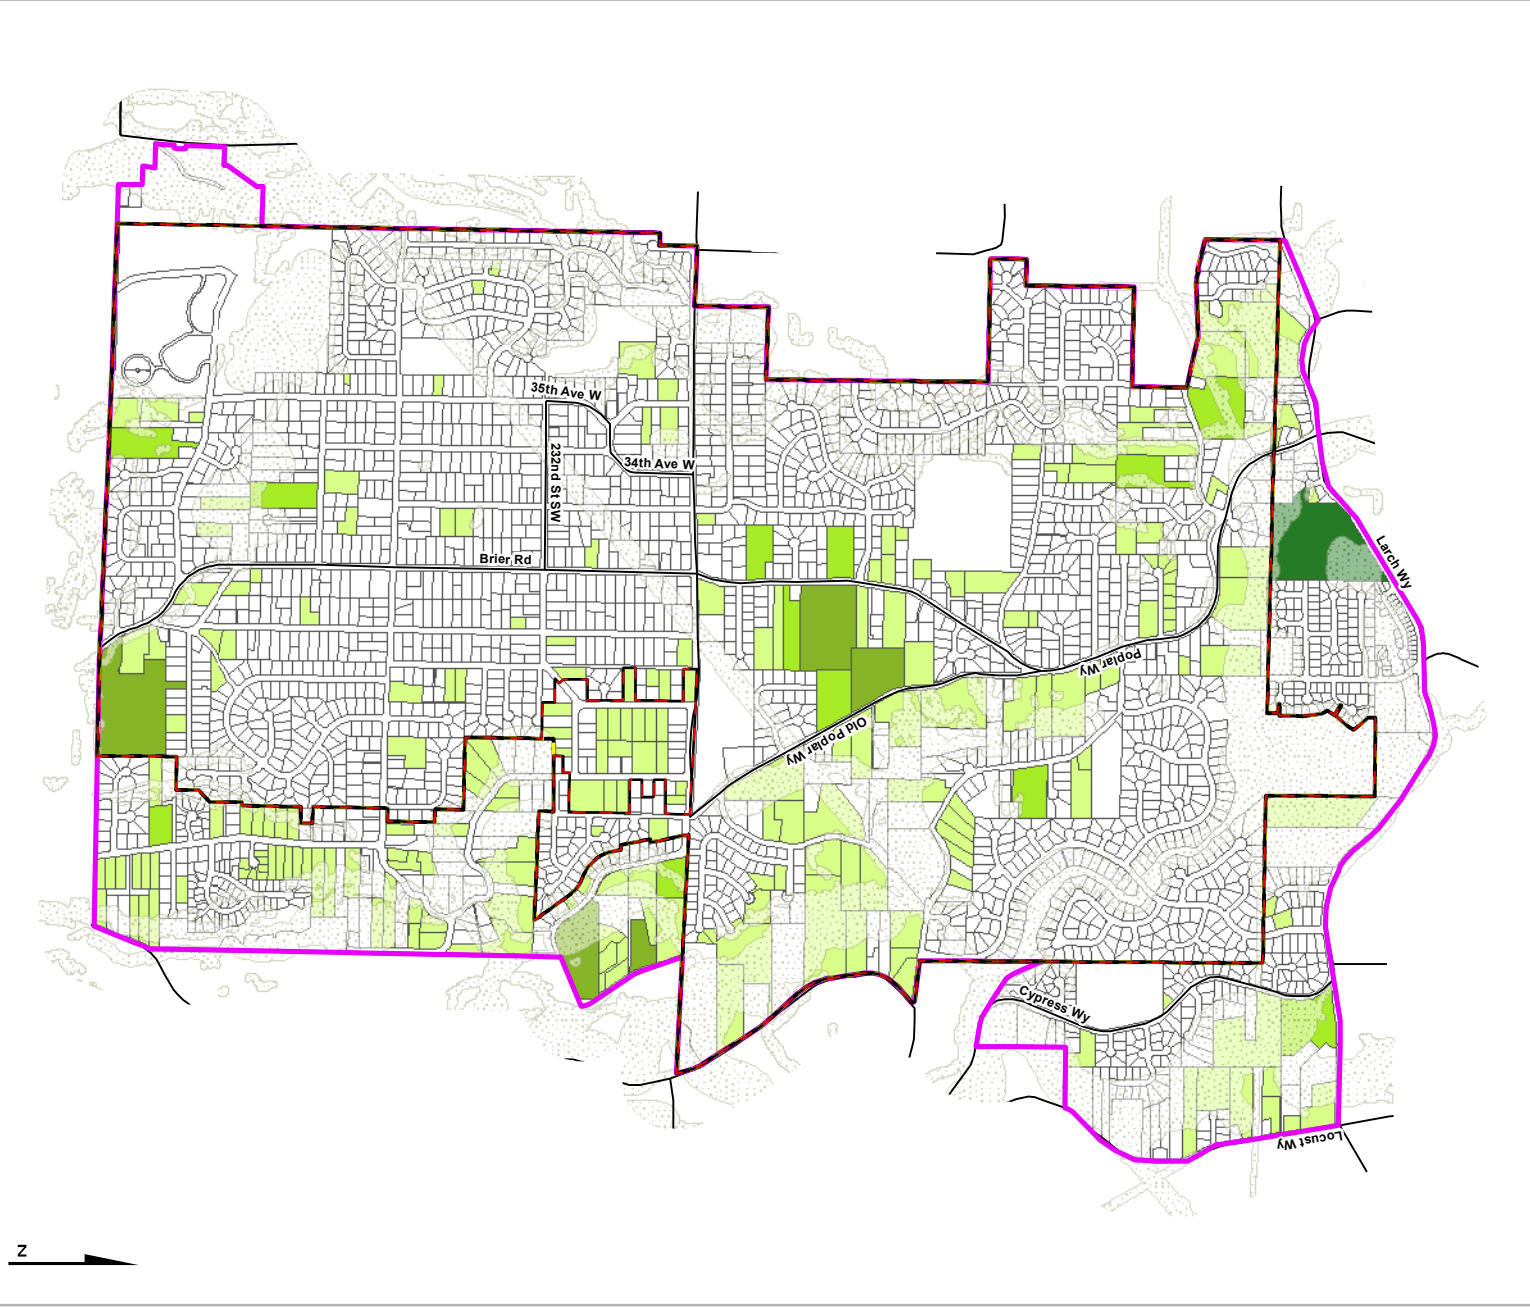 35th Ave W
232nd St SW
34th Ave W
Brier Rd
Larch Wy
Poplar Wy
Old Poplar Wy
Cypress Wy
Locust Wy
N